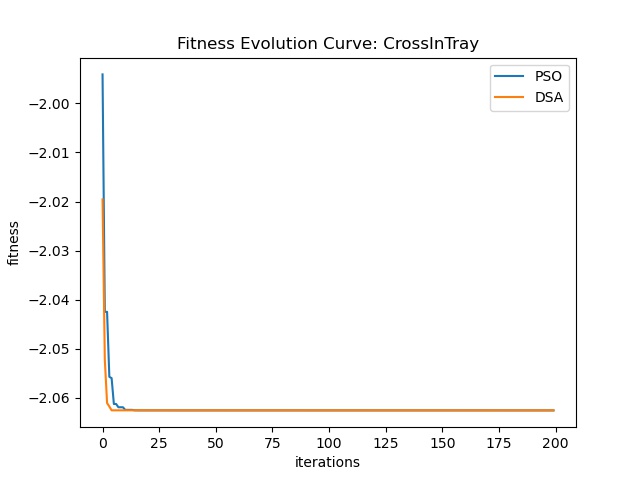 Fitness Evolution Curve: CrossInTray
PSO
DSA
fitness
−2.00
−2.01
−2.02
−2.03
−2.04
−2.05
−2.06
0 25 50 75 100 125 150 175 200
iterations